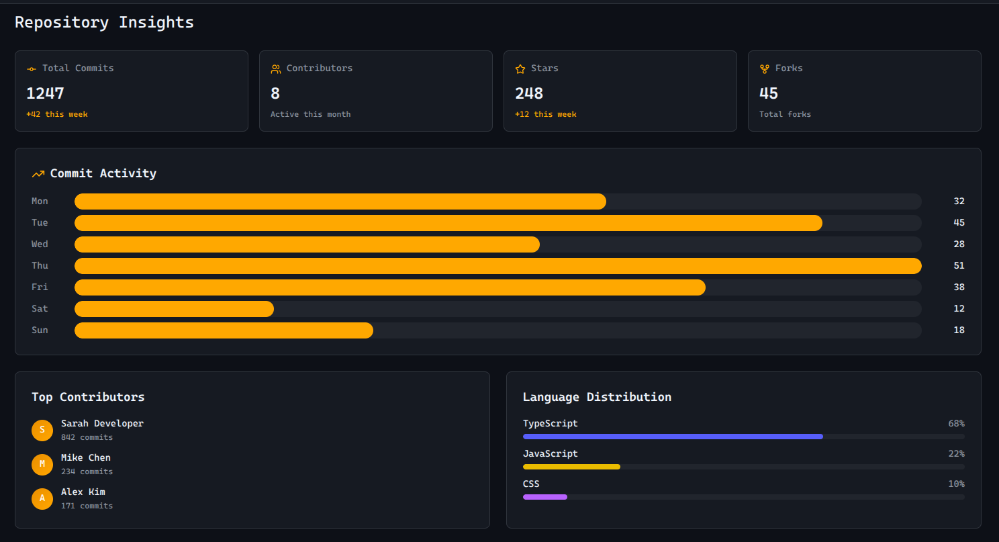 Repository Insights
Total Commits
1247
+42 this week
Contributors
8
Active this month
Stars
248
+12 this week
Forks
45
Total forks
Commit Activity
Mon 32
Tue 45
Wed 28
Thu 51
Fri 38
Sat 12
Sun 18
Top Contributors
S
Sarah Developer
842 commits
M
Mike Chen
234 commits
A
Alex Kim
171 commits
Language Distribution
TypeScript 68%
JavaScript 22%
CSS 10%